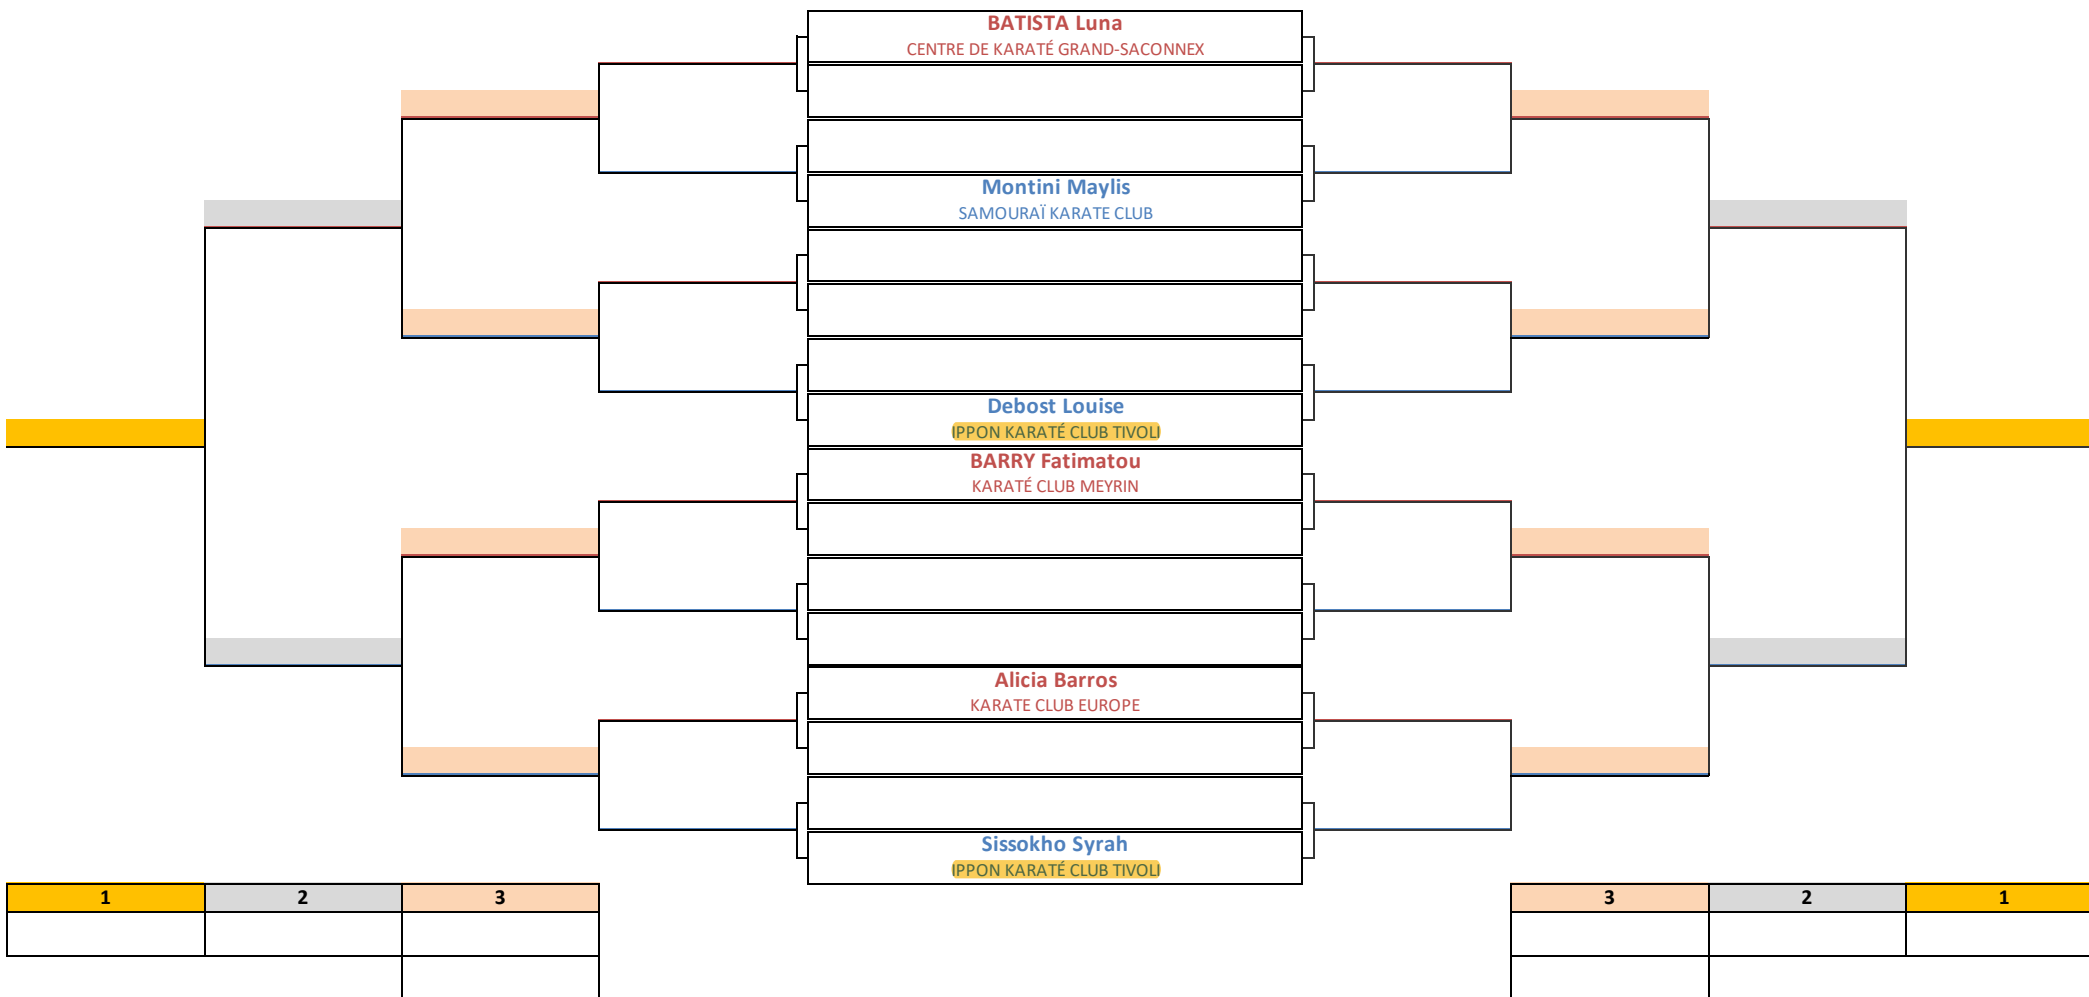 BATISTA Luna
CENTRE DE KARATÉ GRAND-SACONNEX
Montini Maylis
SAMOURAÏ KARATE CLUB
Debost Louise
IPPON KARATÉ CLUB TIVOLI
BARRY Fatimatou
KARATÉ CLUB MEYRIN
Alicia Barros
KARATE CLUB EUROPE
Sissokho Syrah
IPPON KARATÉ CLUB TIVOLI
1 2 3 3 2 1